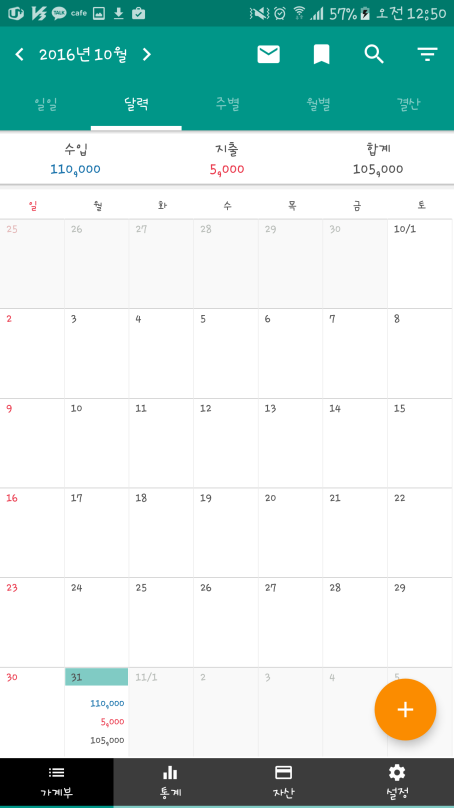 cafe 57% 오전 12:50
2016년 10월
일일 달력 주별 월별 결산
수입 지출 합계
110,000 5,000 105,000
일 월 화 수 목 금 토
25 26 27 28 29 30 10/1
2 3 4 5 6 7 8
9 10 11 12 13 14 15
16 17 18 19 20 21 22
23 24 25 26 27 28 29
30 31 11/1 2 3 4 5
110,000
5,000
105,000
가계부 통계 자산 설정